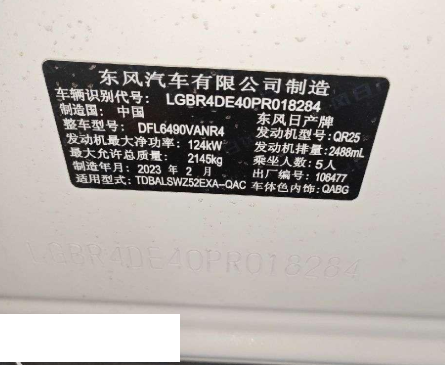 东风汽车有限公司制造
车辆识别代号: LGBR4DE40PR018284
制造国: 中国 东风日产牌
整车型号: DFL6490VANR4 发动机型号: QR25
发动机最大净功率: 124kW 发动机排量: 2488mL
最大允许总质量: 2145kg 乘坐人数: 5人
制造年月: 2023 年 2 月 出厂编号: 106477
车型: TDBALSWZ52EXA-QAC 车体色内饰: QABG
LGBR4DE40PR018284